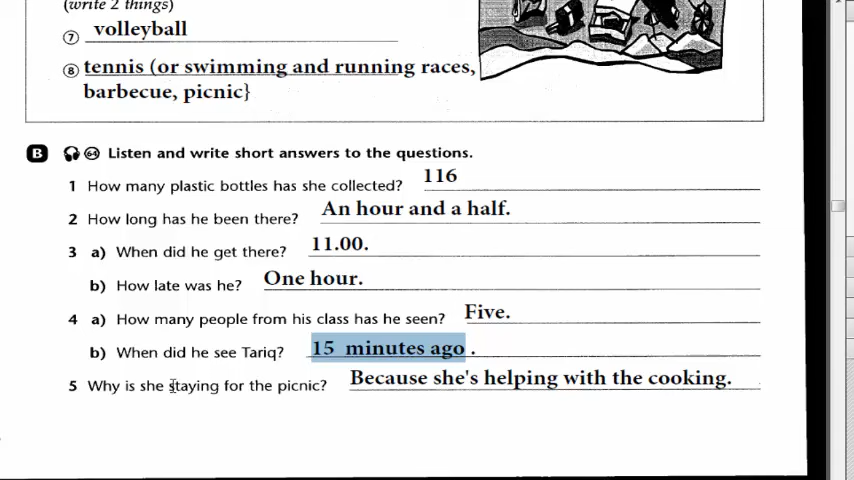 (write 2 things)
⑦ volleyball
⑧ tennis (or swimming and running races,
barbecue, picnic}
B 64 Listen and write short answers to the questions.
1 How many plastic bottles has she collected? 116
2 How long has he been there? An hour and a half.
3 a) When did he get there? 11.00.
b) How late was he? One hour.
4 a) How many people from his class has he seen? Five.
b) When did he see Tariq? 15 minutes ago .
5 Why is she staying for the picnic? Because she's helping with the cooking.